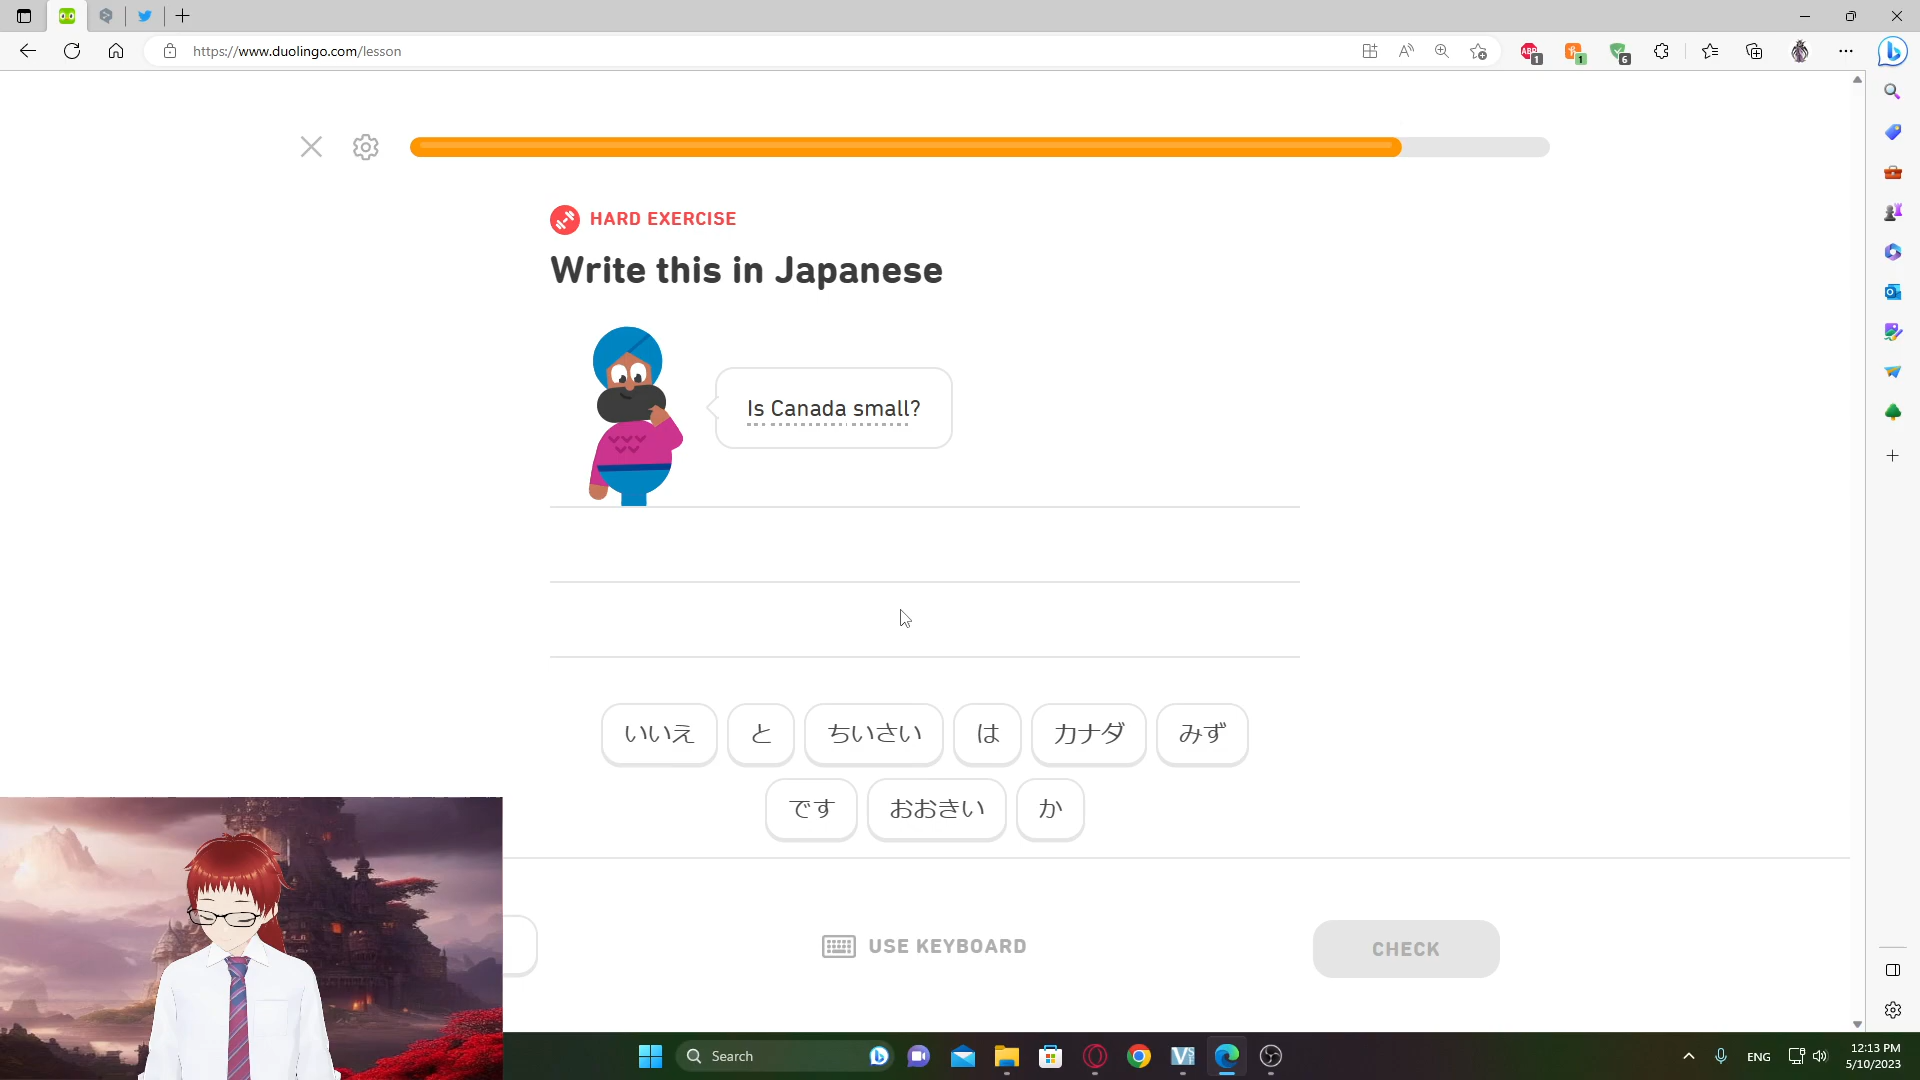 https://www.duolingo.com/lesson
HARD EXERCISE
Write this in Japanese
Is Canada small?
いいえ と ちいさい は カナダ みず
です おおきい か
USE KEYBOARD
CHECK
Search
ENG
12:13 PM
5/10/2023